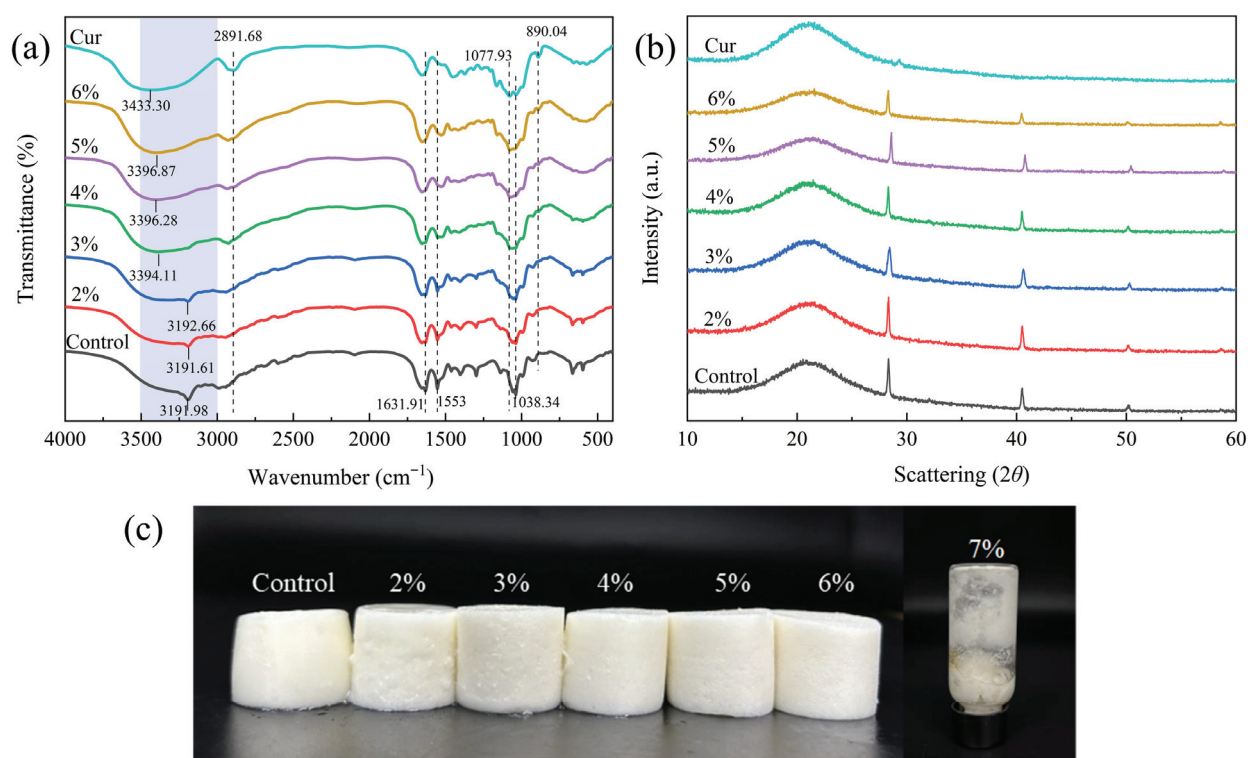 (a)
Cur
6%
5%
4%
3%
2%
Control
2891.68
1077.93
890.04
3433.30
3396.87
3396.28
3394.11
3192.66
3191.61
3191.98
1631.91
1553
1038.34
Transmittance (%)
4000 3500 3000 2500 2000 1500 1000 500
Wavenumber (cm⁻¹)
(b)
Cur
6%
5%
4%
3%
2%
Control
Intensity (a.u.)
10 20 30 40 50 60
Scattering (2θ)
(c)
Control 2% 3% 4% 5% 6% 7%